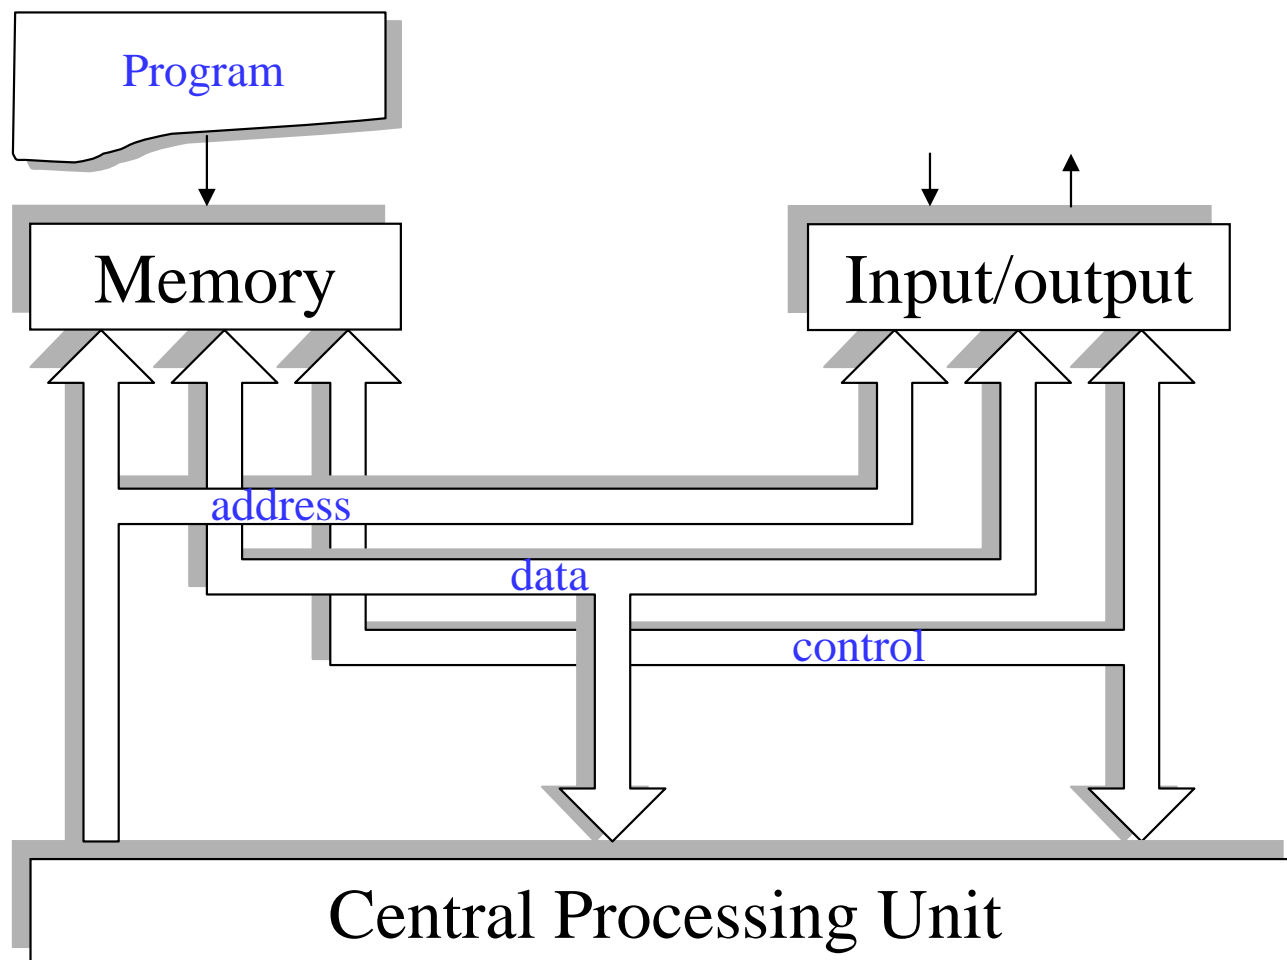 Program
Memory
Input/output
address
data
control
Central Processing Unit